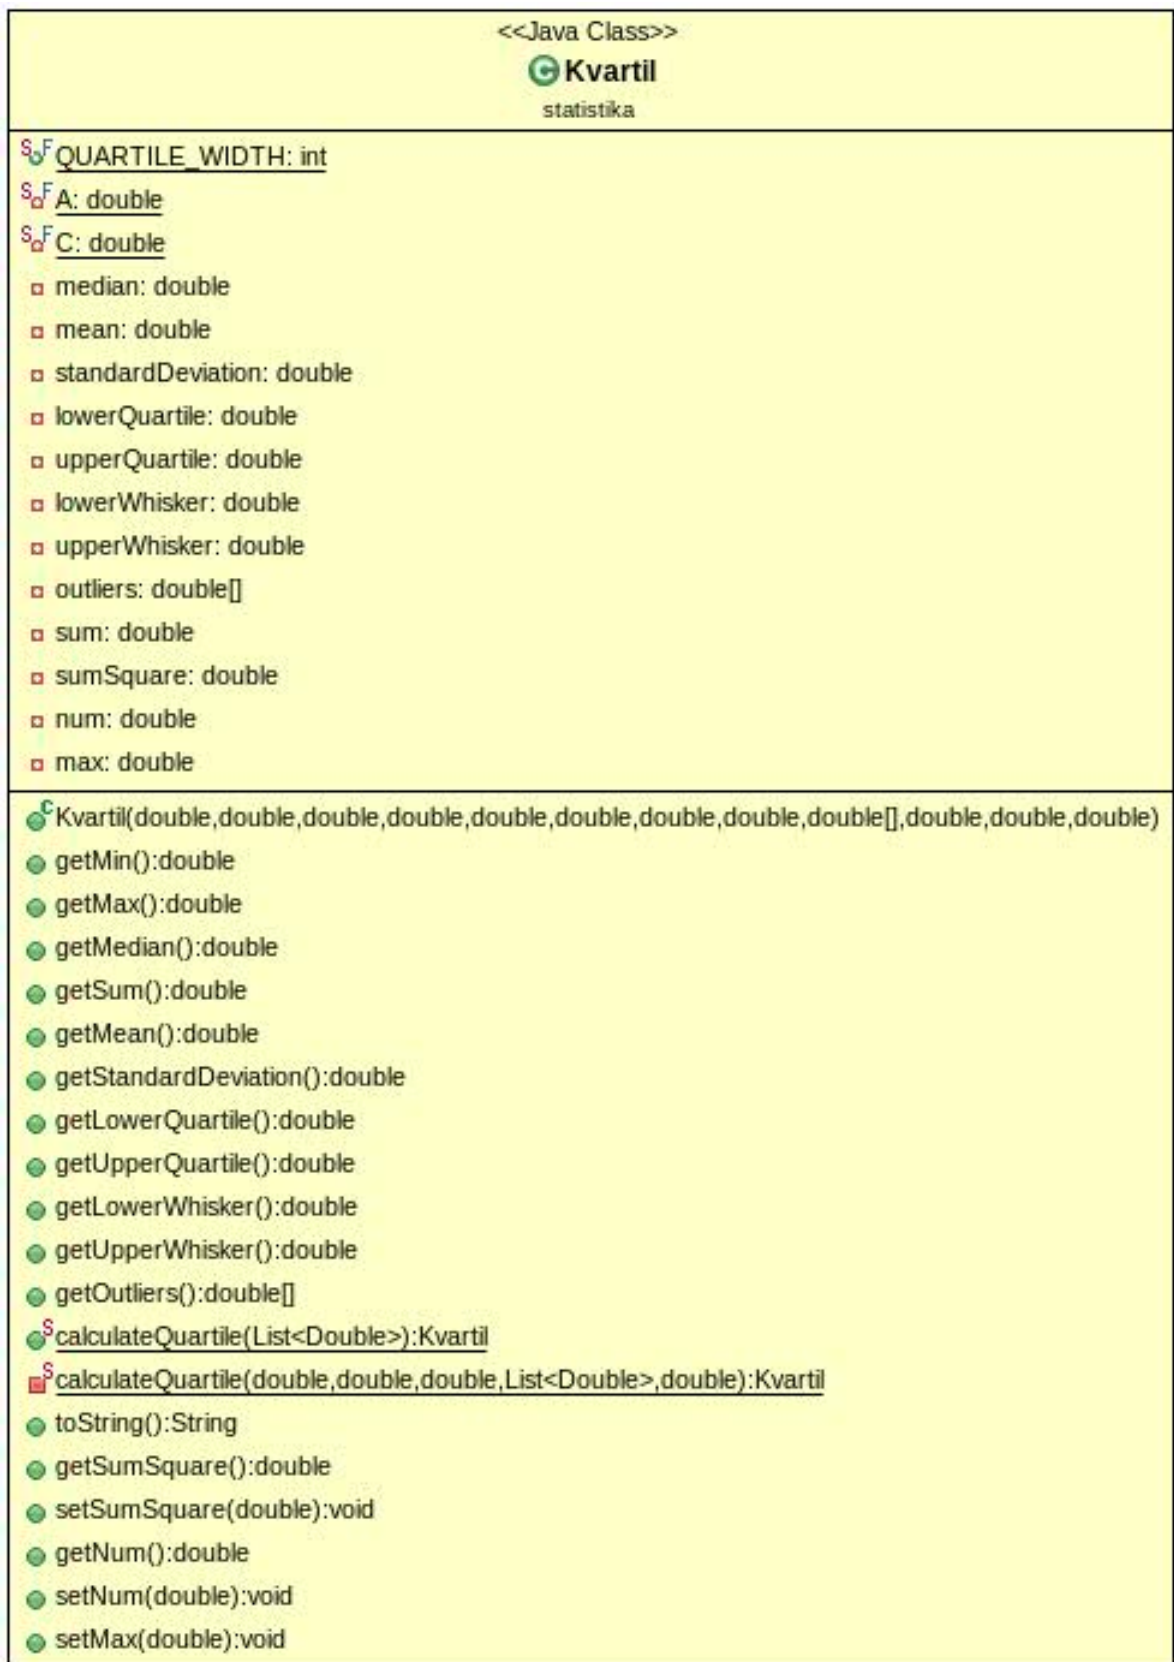 <<Java Class>>
Kvartil
statistika
QUARTILE_WIDTH: int
A: double
C: double
median: double
mean: double
standardDeviation: double
lowerQuartile: double
upperQuartile: double
lowerWhisker: double
upperWhisker: double
outliers: double[]
sum: double
sumSquare: double
num: double
max: double
Kvartil(double,double,double,double,double,double,double,double,double[],double,double,double)
getMin():double
getMax():double
getMedian():double
getSum():double
getMean():double
getStandardDeviation():double
getLowerQuartile():double
getUpperQuartile():double
getLowerWhisker():double
getUpperWhisker():double
getOutliers():double[]
calculateQuartile(List<Double>):Kvartil
calculateQuartile(double,double,double,List<Double>,double):Kvartil
toString():String
getSumSquare():double
setSumSquare(double):void
getNum():double
setNum(double):void
setMax(double):void